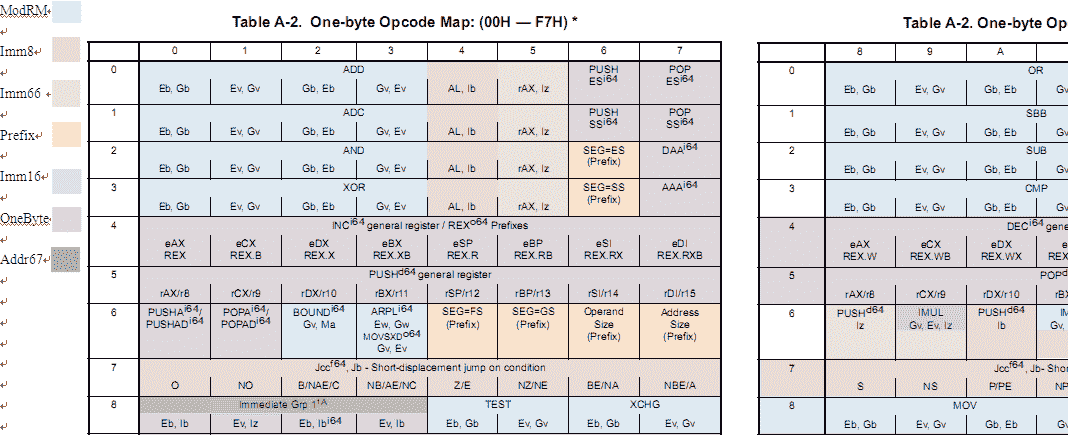 ModRM
Imm8
Imm66
Prefix
Imm16
OneByte
Addr67
Table A-2. One-byte Opcode Map: (00H — F7H) *
0 1 2 3 4 5 6 7
0 ADD PUSH POP
ES i64 ES i64
Eb, Gb Ev, Gv Gb, Eb Gv, Ev AL, Ib rAX, Iz
1 ADC PUSH POP
SS i64 SS i64
Eb, Gb Ev, Gv Gb, Eb Gv, Ev AL, Ib rAX, Iz
2 AND SEG=ES DAA i64
(Prefix)
Eb, Gb Ev, Gv Gb, Eb Gv, Ev AL, Ib rAX, Iz
3 XOR SEG=SS AAA i64
(Prefix)
Eb, Gb Ev, Gv Gb, Eb Gv, Ev AL, Ib rAX, Iz
4 INC i64 general register / REX o64 Prefixes
eAX eCX eDX eBX eSP eBP eSI eDI
REX REX.B REX.X REX.XB REX.R REX.RB REX.RX REX.RXB
5 PUSH d64 general register
rAX/r8 rCX/r9 rDX/r10 rBX/r11 rSP/r12 rBP/r13 rSI/r14 rDI/r15
6 PUSHA i64/ POPA i64/ BOUND i64 ARPL i64 SEG=FS SEG=GS Operand Address
PUSHAD i64 POPAD i64 Gv, Ma Ew, Gw (Prefix) (Prefix) Size Size
MOVSXD o64 (Prefix) (Prefix)
Gv, Ev
7 Jcc f64, Jb - Short-displacement jump on condition
O NO B/NAE/C NB/AE/NC Z/E NZ/NE BE/NA NBE/A
8 Immediate Grp 1 1A TEST XCHG
Eb, Ib Ev, Iz Eb, Ib i64 Ev, Ib Eb, Gb Ev, Gv Eb, Gb Ev, Gv
Table A-2. One-byte Op
8 9 A
0 OR
Eb, Gb Ev, Gv Gb, Eb Gv
1 SBB
Eb, Gb Ev, Gv Gb, Eb Gv
2 SUB
Eb, Gb Ev, Gv Gb, Eb Gv
3 CMP
Eb, Gb Ev, Gv Gb, Eb Gv
4 DEC i64 gene
eAX eCX eDX
REX.W REX.WB REX.WX RE
5 POP d
rAX/r8 rCX/r9 rDX/r10 rB
6 PUSH d64 IMUL PUSH d64 IM
Iz Gv, Ev, Iz Ib Gv,
7 Jcc f64, Jb- Sho
S NS P/PE NP
8 MOV
Eb, Gb Ev, Gv Gb, Eb Gv